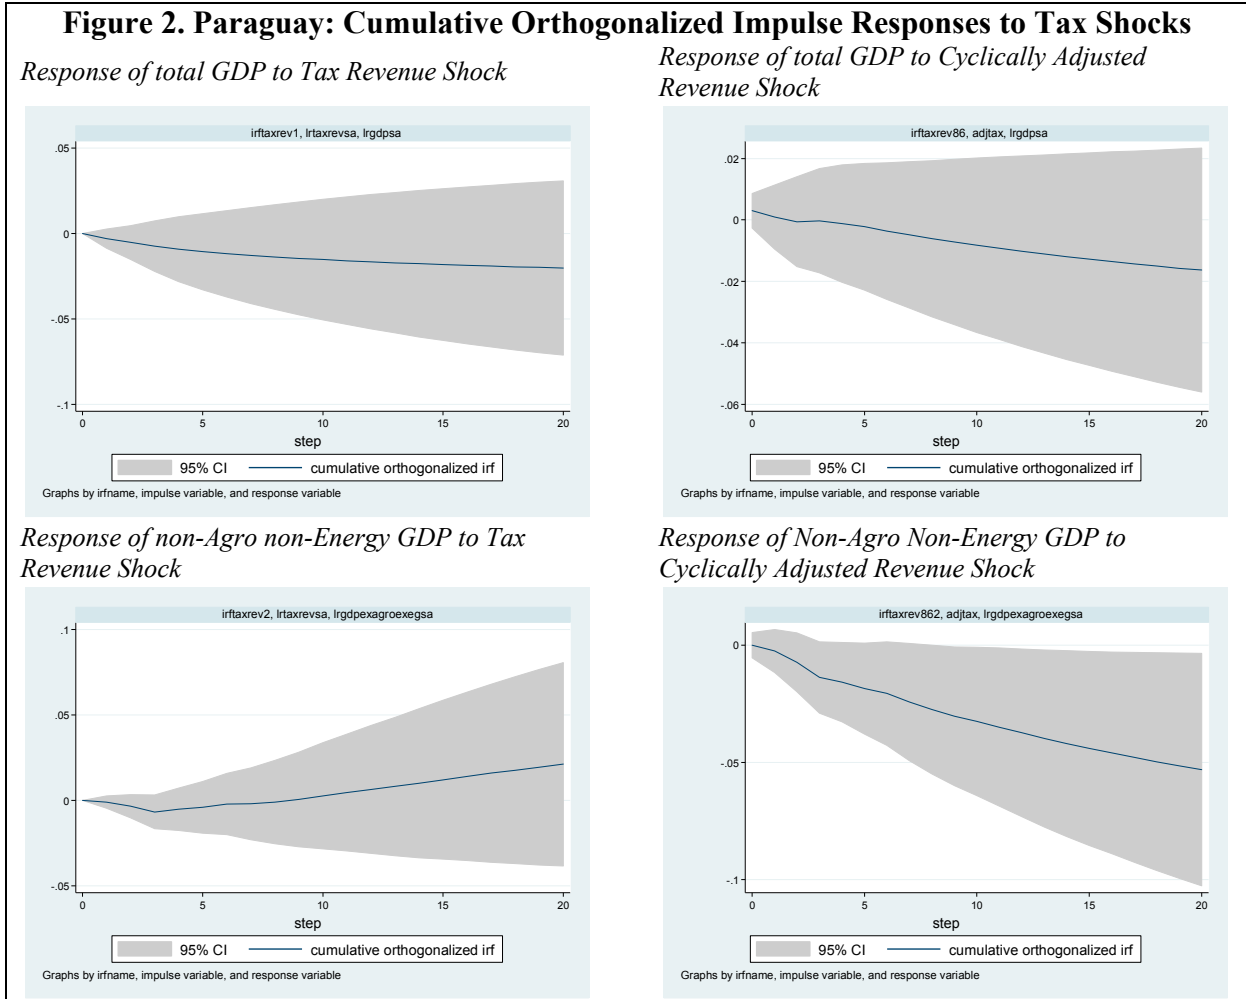 Figure 2. Paraguay: Cumulative Orthogonalized Impulse Responses to Tax Shocks
Response of total GDP to Tax Revenue Shock
irftaxrev1, lrtaxrevsa, lrgdpsa
.05
0
-.05
-.1
0 5 10 15 20
step
95% CI cumulative orthogonalized irf
Graphs by irfname, impulse variable, and response variable
Response of total GDP to Cyclically Adjusted
Revenue Shock
irftaxrev86, adjtax, lrgdpsa
.02
0
-.02
-.04
-.06
0 5 10 15 20
step
95% CI cumulative orthogonalized irf
Graphs by irfname, impulse variable, and response variable
Response of non-Agro non-Energy GDP to Tax
Revenue Shock
irftaxrev2, lrtaxrevsa, lrgdpexagroexegsa
.1
.05
0
-.05
0 5 10 15 20
step
95% CI cumulative orthogonalized irf
Graphs by irfname, impulse variable, and response variable
Response of Non-Agro Non-Energy GDP to
Cyclically Adjusted Revenue Shock
irftaxrev862, adjtax, lrgdpexagroexegsa
0
-.05
-.1
0 5 10 15 20
step
95% CI cumulative orthogonalized irf
Graphs by irfname, impulse variable, and response variable